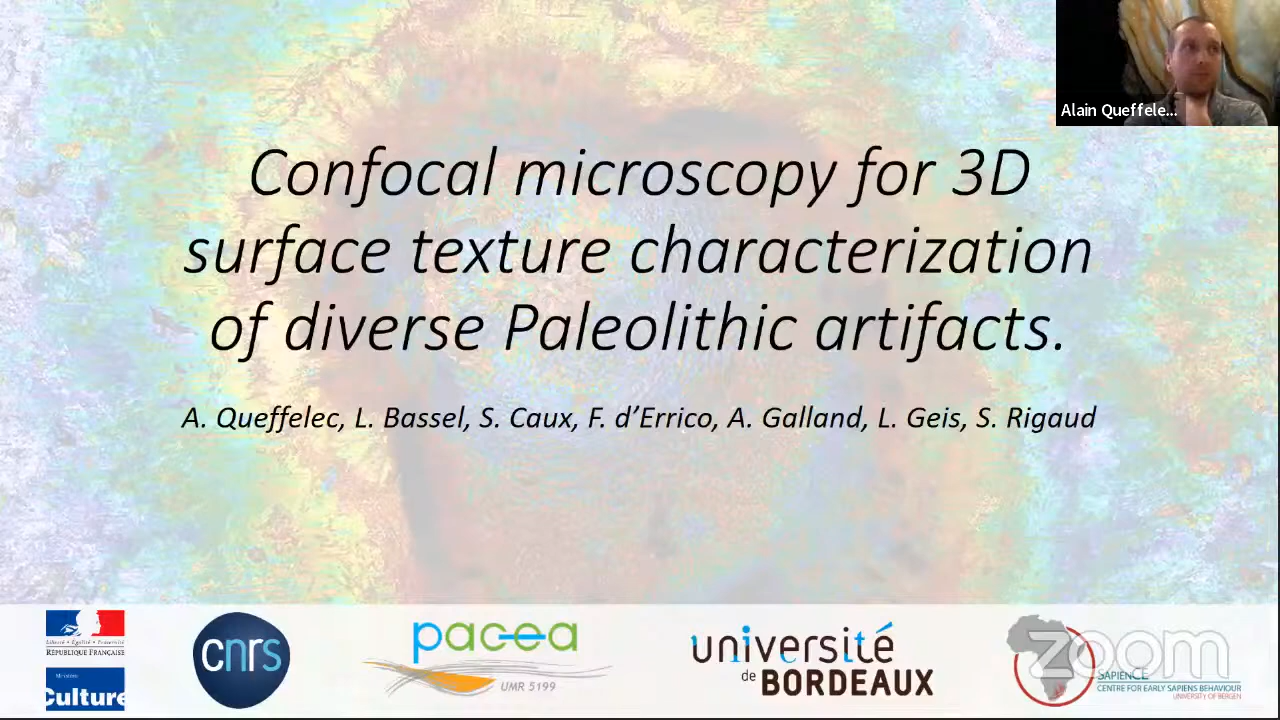 Alain Queffele...
Confocal microscopy for 3D
surface texture characterization
of diverse Paleolithic artifacts.
A. Queffelec, L. Bassel, S. Caux, F. d’Errico, A. Galland, L. Geis, S. Rigaud
Liberté • Égalité • Fraternité
RÉPUBLIQUE FRANÇAISE
Ministère
Culture
cnrs
pacea
UMR 5199
université
de BORDEAUX
zoom
SAPIENCE
CENTRE FOR EARLY SAPIENS BEHAVIOUR
UNIVERSITY OF BERGEN